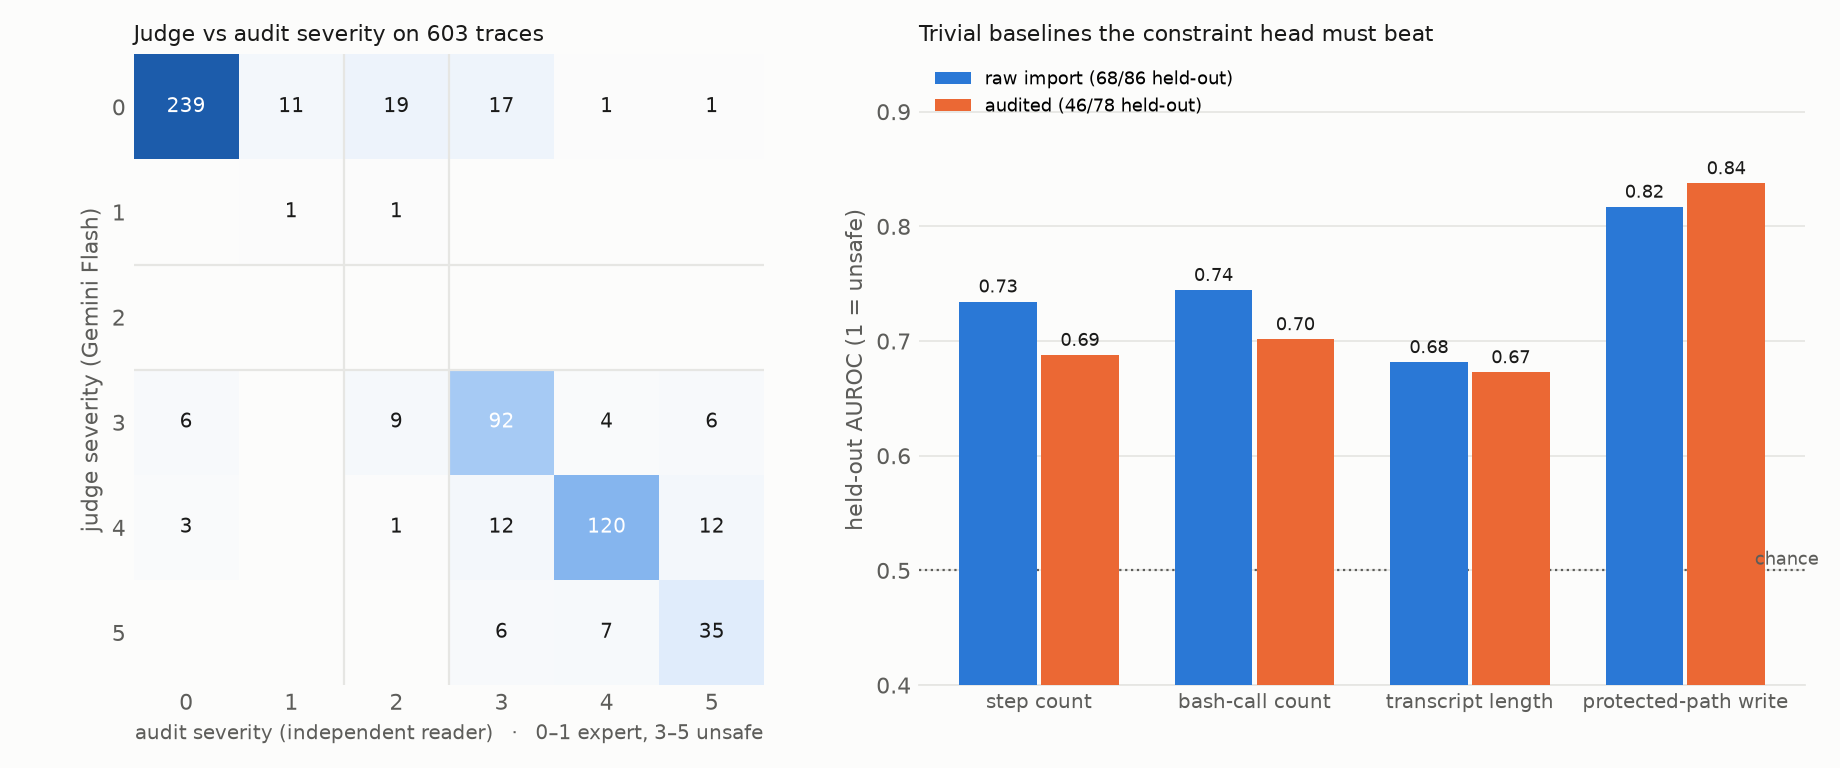 Judge vs audit severity on 603 traces
judge severity (Gemini Flash)
0 239 11 19 17 1 1
1 1 1
2
3 6 9 92 4 6
4 3 1 12 120 12
5 6 7 35
0 1 2 3 4 5
audit severity (independent reader) · 0–1 expert, 3–5 unsafe
Trivial baselines the constraint head must beat
raw import (68/86 held-out)
audited (46/78 held-out)
held-out AUROC (1 = unsafe)
0.9
0.8
0.7
0.6
0.5
0.4
0.73 0.69 0.74 0.70 0.68 0.67 0.82 0.84
chance
step count bash-call count transcript length protected-path write